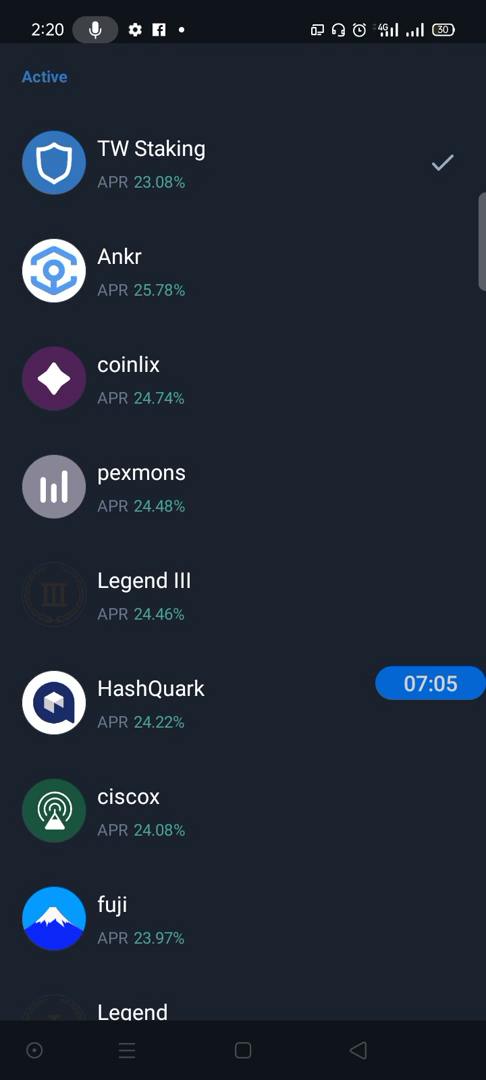 2:20
4G
30
Active
TW Staking
APR 23.08%
Ankr
APR 25.78%
coinlix
APR 24.74%
pexmons
APR 24.48%
III
Legend III
APR 24.46%
HashQuark
APR 24.22%
07:05
ciscox
APR 24.08%
fuji
APR 23.97%
Legend